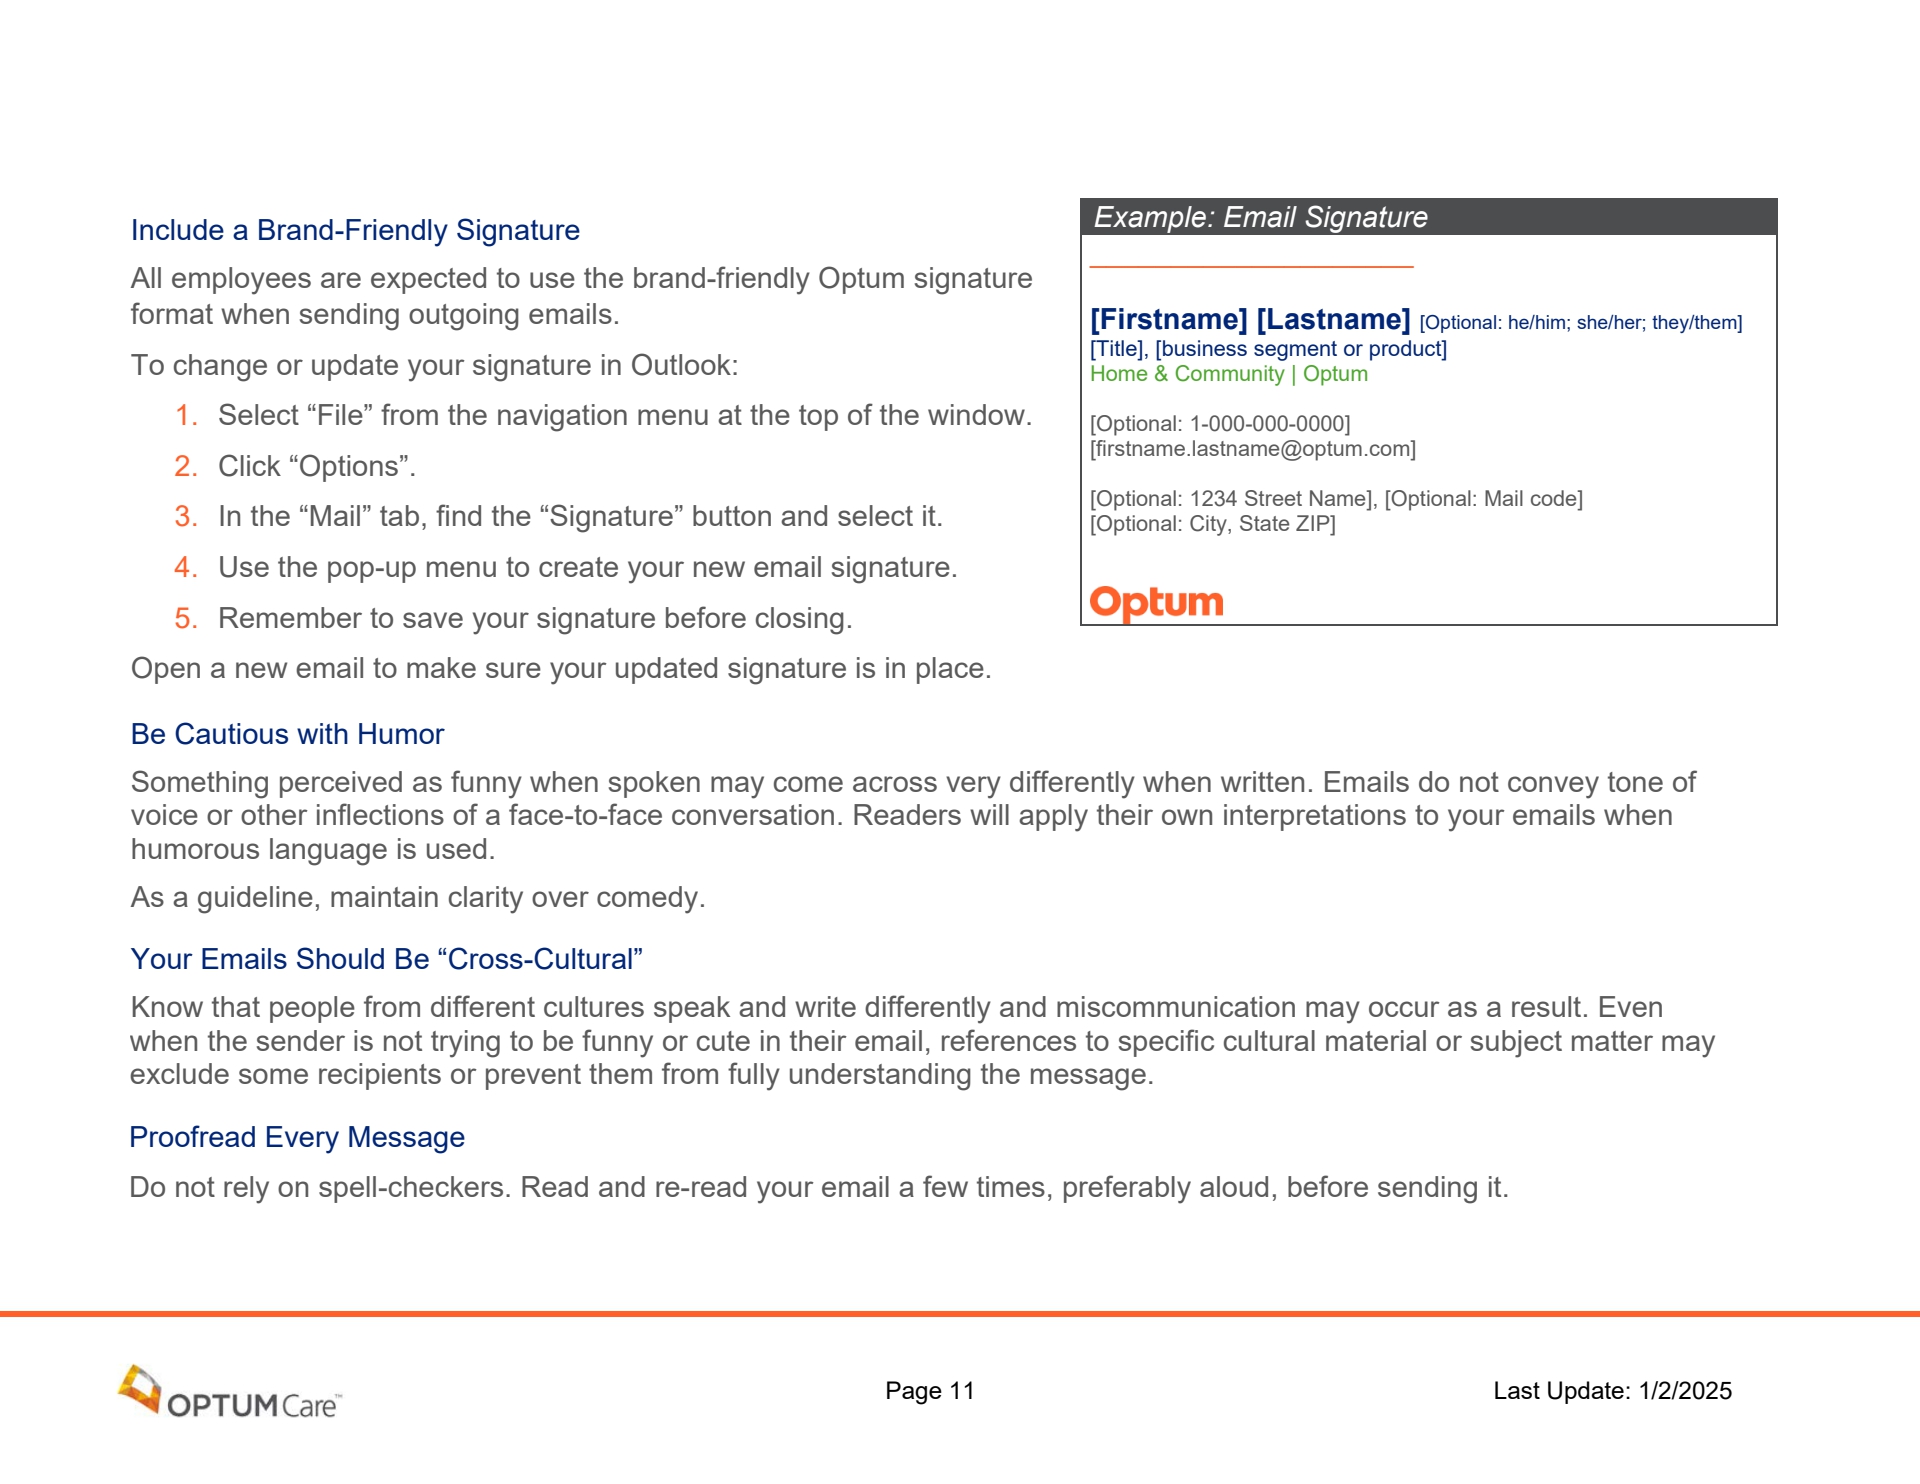 Include a Brand-Friendly Signature
All employees are expected to use the brand-friendly Optum signature
format when sending outgoing emails.
To change or update your signature in Outlook:
1. Select “File” from the navigation menu at the top of the window.
2. Click “Options”.
3. In the “Mail” tab, find the “Signature” button and select it.
4. Use the pop-up menu to create your new email signature.
5. Remember to save your signature before closing.
Open a new email to make sure your updated signature is in place.
Example: Email Signature
[Firstname] [Lastname] [Optional: he/him; she/her; they/them]
[Title], [business segment or product]
Home & Community | Optum
[Optional: 1-000-000-0000]
[firstname.lastname@optum.com]
[Optional: 1234 Street Name], [Optional: Mail code]
[Optional: City, State ZIP]
Optum
Be Cautious with Humor
Something perceived as funny when spoken may come across very differently when written. Emails do not convey tone of
voice or other inflections of a face-to-face conversation. Readers will apply their own interpretations to your emails when
humorous language is used.
As a guideline, maintain clarity over comedy.
Your Emails Should Be “Cross-Cultural”
Know that people from different cultures speak and write differently and miscommunication may occur as a result. Even
when the sender is not trying to be funny or cute in their email, references to specific cultural material or subject matter may
exclude some recipients or prevent them from fully understanding the message.
Proofread Every Message
Do not rely on spell-checkers. Read and re-read your email a few times, preferably aloud, before sending it.
OPTUM Care™
Page 11
Last Update: 1/2/2025